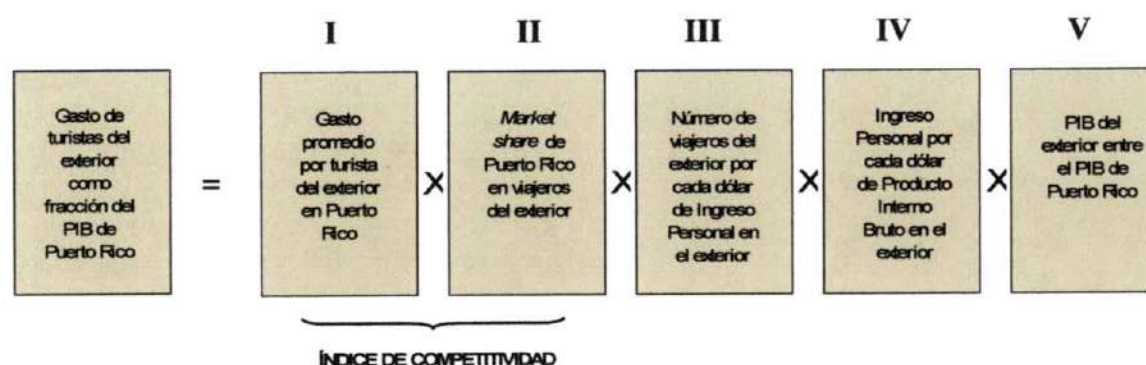 I II III IV V
Gasto de
turistas del
exterior
como
fracción del
PIB de
Puerto Rico
=
Gasto
promedio
por turista
del exterior
en Puerto
Rico
X
Market
share de
Puerto Rico
en viajeros
del exterior
X
Número de
viajeros del
exterior por
cada dólar
de Ingreso
Personal en
el exterior
X
Ingreso
Personal por
cada dólar
de Producto
Interno
Bruto en el
exterior
X
PIB del
exterior entre
el PIB de
Puerto Rico
ÍNDICE DE COMPETITIVIDAD